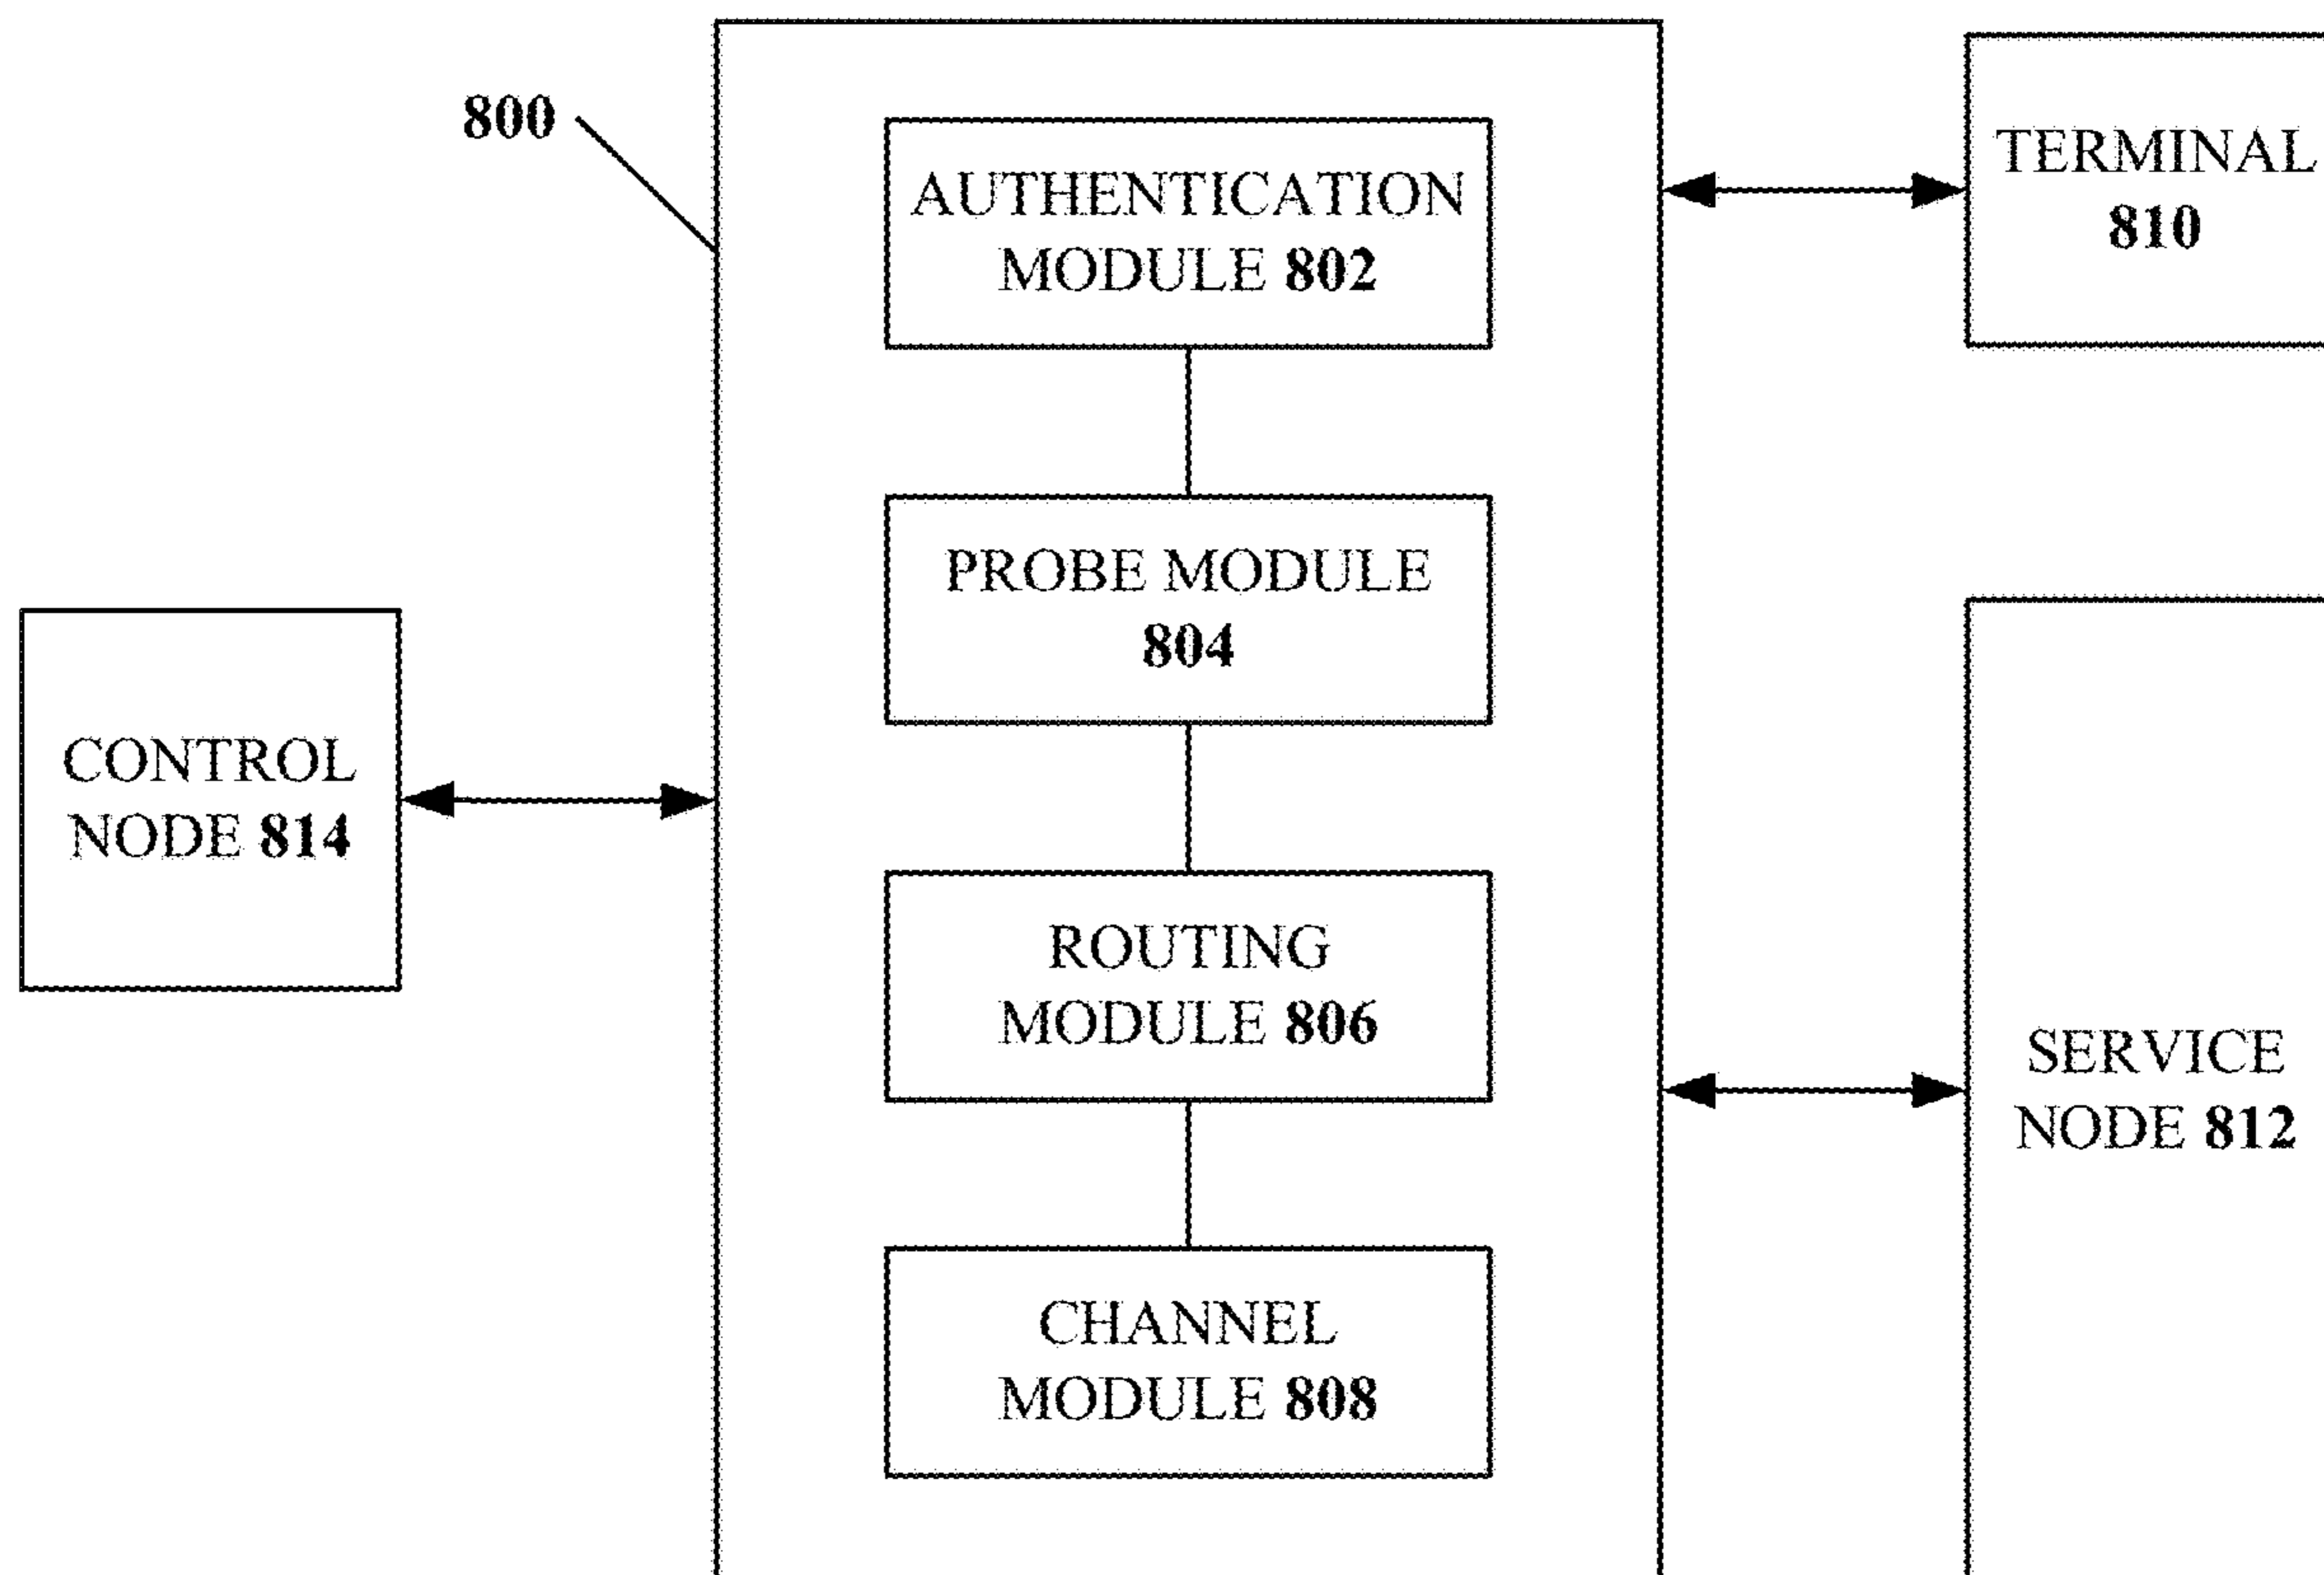 800
AUTHENTICATION
MODULE 802
TERMINAL
810
PROBE MODULE
804
CONTROL
NODE 814
ROUTING
MODULE 806
SERVICE
NODE 812
CHANNEL
MODULE 808